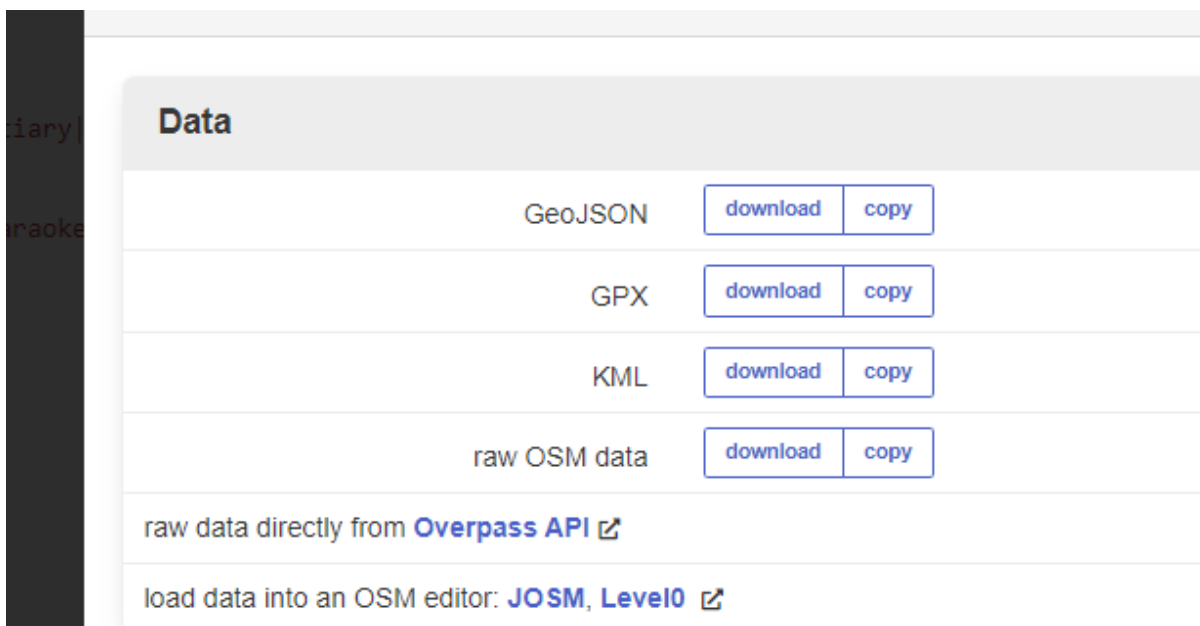 Data
tiary|
GeoJSON download copy
araoke
GPX download copy
KML download copy
raw OSM data download copy
raw data directly from Overpass API
load data into an OSM editor: JOSM, Level0